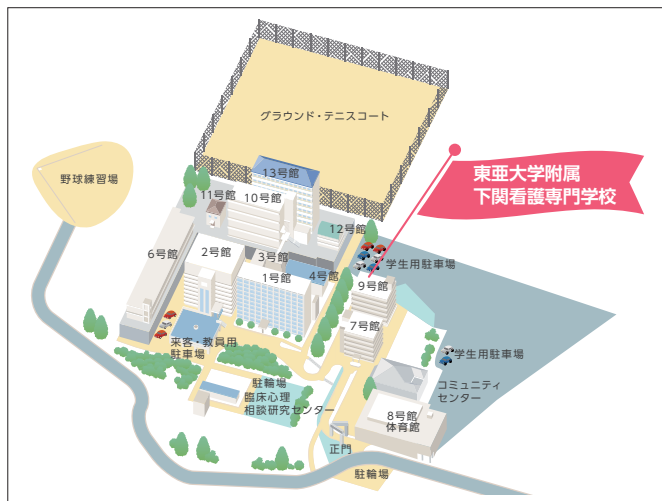 グラウンド・テニスコート
東亜大学附属
下関看護専門学校
野球練習場
13号館
11号館
10号館
12号館
6号館
2号館
3号館
1号館
4号館
学生用駐車場
9号館
7号館
来客・教員用
駐車場
学生用駐車場
駐輪場
臨床心理
相談研究センター
コミュニティ
センター
8号館
体育館
正門
駐輪場